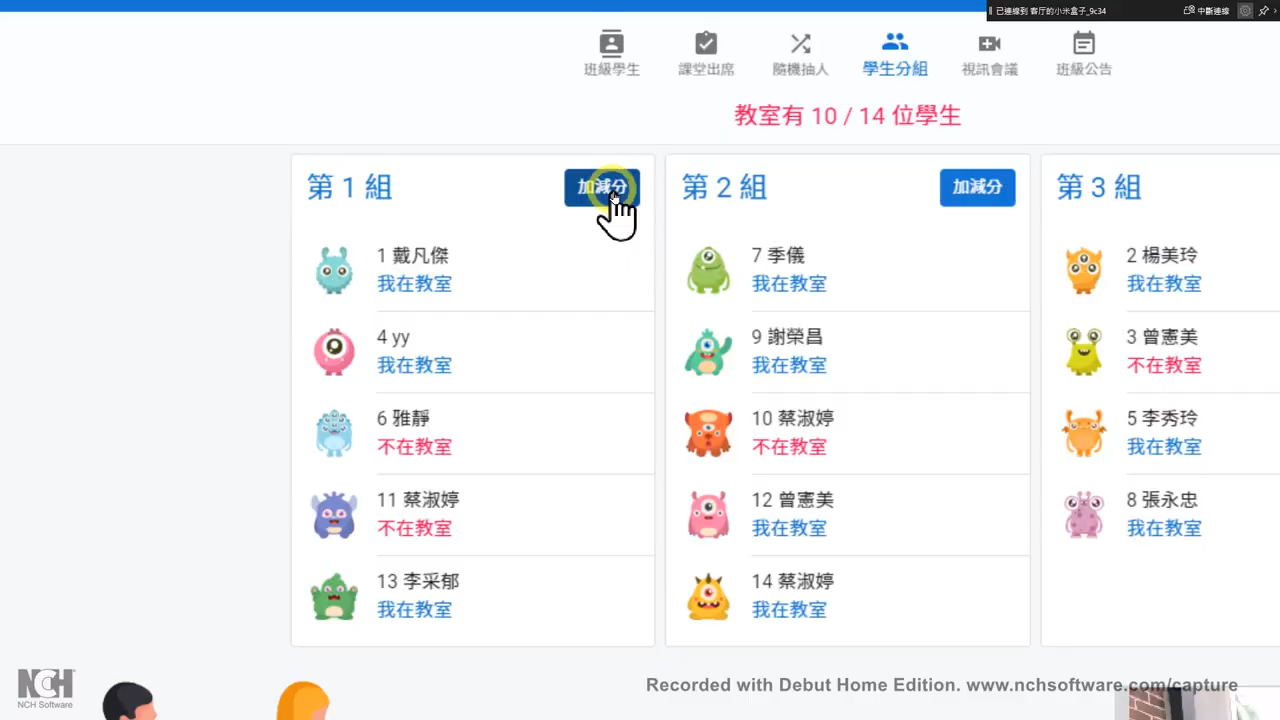 已連線到 客厅的小米盒子_9c34
中斷連線
班級學生
課堂出席
隨機抽人
學生分組
視訊會議
班級公告
教室有 10 / 14 位學生
第 1 組
加減分
1 戴凡傑
我在教室
4 yy
我在教室
6 雅靜
不在教室
11 蔡淑婷
不在教室
13 李采郁
我在教室
第 2 組
加減分
7 季儀
我在教室
9 謝榮昌
我在教室
10 蔡淑婷
不在教室
12 曾憲美
我在教室
14 蔡淑婷
我在教室
第 3 組
2 楊美玲
我在教室
3 曾憲美
不在教室
5 李秀玲
我在教室
8 張永忠
我在教室
NCH
NCH Software
Recorded with Debut Home Edition. www.nchsoftware.com/capture